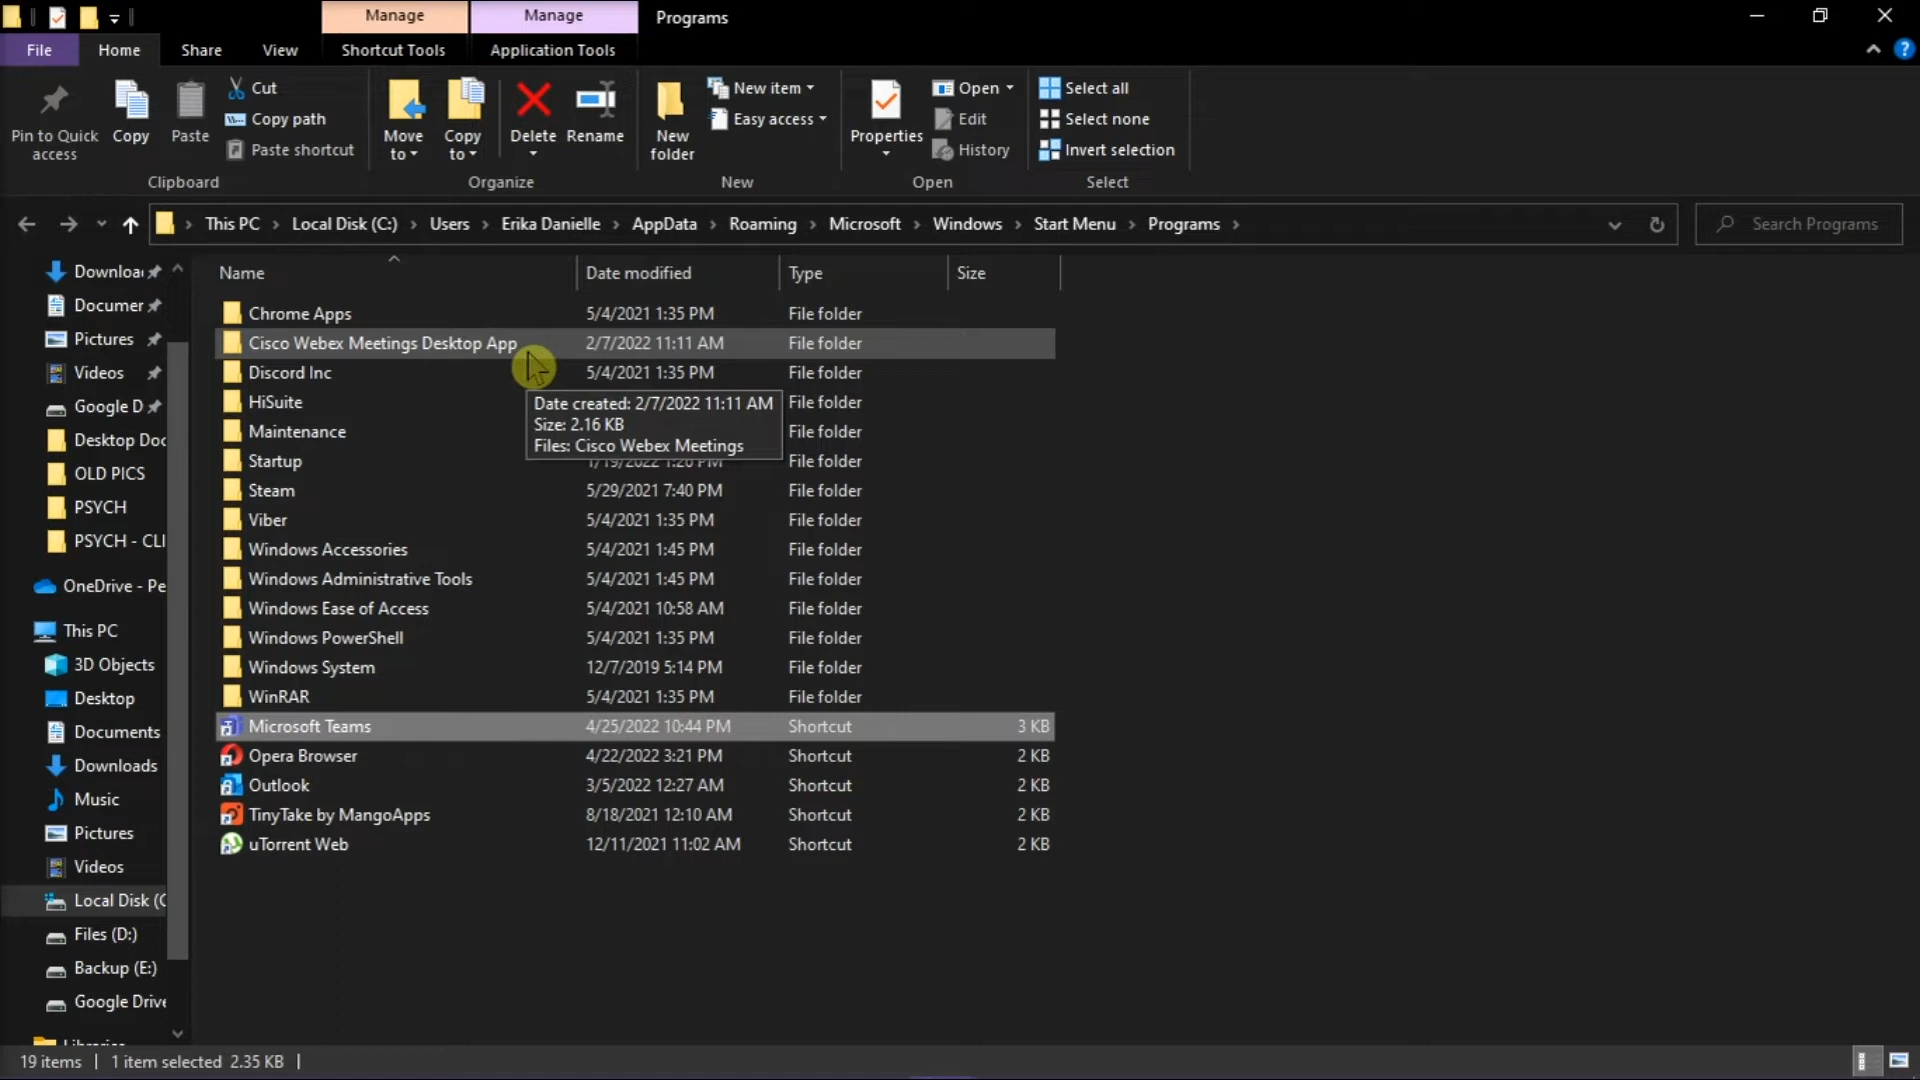 Manage
Manage
Programs
File
Home
Share
View
Shortcut Tools
Application Tools
Pin to Quick access
Copy
Paste
Cut
Copy path
Paste shortcut
Move to
Copy to
Delete
Rename
New folder
New item
Easy access
Properties
Open
Edit
History
Select all
Select none
Invert selection
Clipboard
Organize
New
Open
Select
This PC > Local Disk (C:) > Users > Erika Danielle > AppData > Roaming > Microsoft > Windows > Start Menu > Programs >
Search Programs
Name Date modified Type Size
Chrome Apps 5/4/2021 1:35 PM File folder
Cisco Webex Meetings Desktop App 2/7/2022 11:11 AM File folder
Discord Inc 5/4/2021 1:35 PM File folder
HiSuite File folder
Maintenance File folder
Startup 1/19/2022 1:20 PM File folder
Steam 5/29/2021 7:40 PM File folder
Viber 5/4/2021 1:35 PM File folder
Windows Accessories 5/4/2021 1:45 PM File folder
Windows Administrative Tools 5/4/2021 1:45 PM File folder
Windows Ease of Access 5/4/2021 10:58 AM File folder
Windows PowerShell 5/4/2021 1:35 PM File folder
Windows System 12/7/2019 5:14 PM File folder
WinRAR 5/4/2021 1:35 PM File folder
Microsoft Teams 4/25/2022 10:44 PM Shortcut 3 KB
Opera Browser 4/22/2022 3:21 PM Shortcut 2 KB
Outlook 3/5/2022 12:27 AM Shortcut 2 KB
TinyTake by MangoApps 8/18/2021 12:10 AM Shortcut 2 KB
uTorrent Web 12/11/2021 11:02 AM Shortcut 2 KB
Date created: 2/7/2022 11:11 AM
Size: 2.16 KB
Files: Cisco Webex Meetings
Downloa
Documer
Pictures
Videos
Google D
Desktop Doc
OLD PICS
PSYCH
PSYCH - CLI
OneDrive - Pe
This PC
3D Objects
Desktop
Documents
Downloads
Music
Pictures
Videos
Local Disk (C
Files (D:)
Backup (E:)
Google Drive
Libraries
19 items | 1 item selected 2.35 KB |